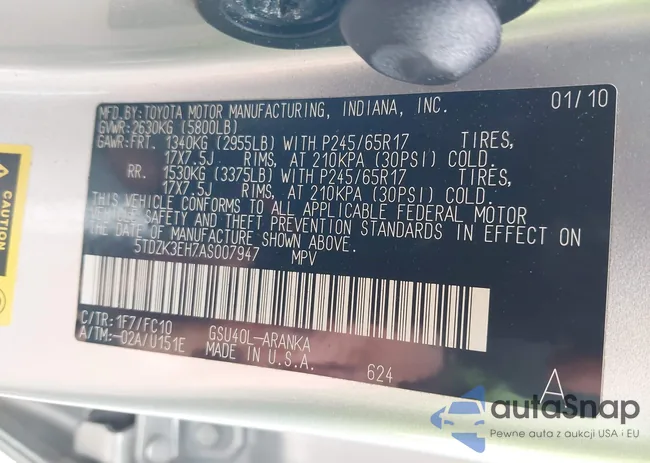 MFD.BY:TOYOTA MOTOR MANUFACTURING, INDIANA, INC. 01/10
GVWR:2630KG (5800LB)
GAWR:FRT. 1340KG (2955LB) WITH P245/65R17 TIRES,
17X7.5J RIMS, AT 210KPA (30PSI) COLD.
RR. 1530KG (3375LB) WITH P245/65R17 TIRES,
17X7.5J RIMS, AT 210KPA (30PSI) COLD.
THIS VEHICLE CONFORMS TO ALL APPLICABLE FEDERAL MOTOR
VEHICLE SAFETY AND THEFT PREVENTION STANDARDS IN EFFECT ON
THE DATE OF MANUFACTURE SHOWN ABOVE.
5TDZK3EH7AS007947 MPV
C/TR:1F7/FC10
A/TM:-02A/U151E
GSU40L-ARANKA
MADE IN U.S.A.
624
A
CAUTION
autoSnap
Pewne auta z aukcji USA i EU